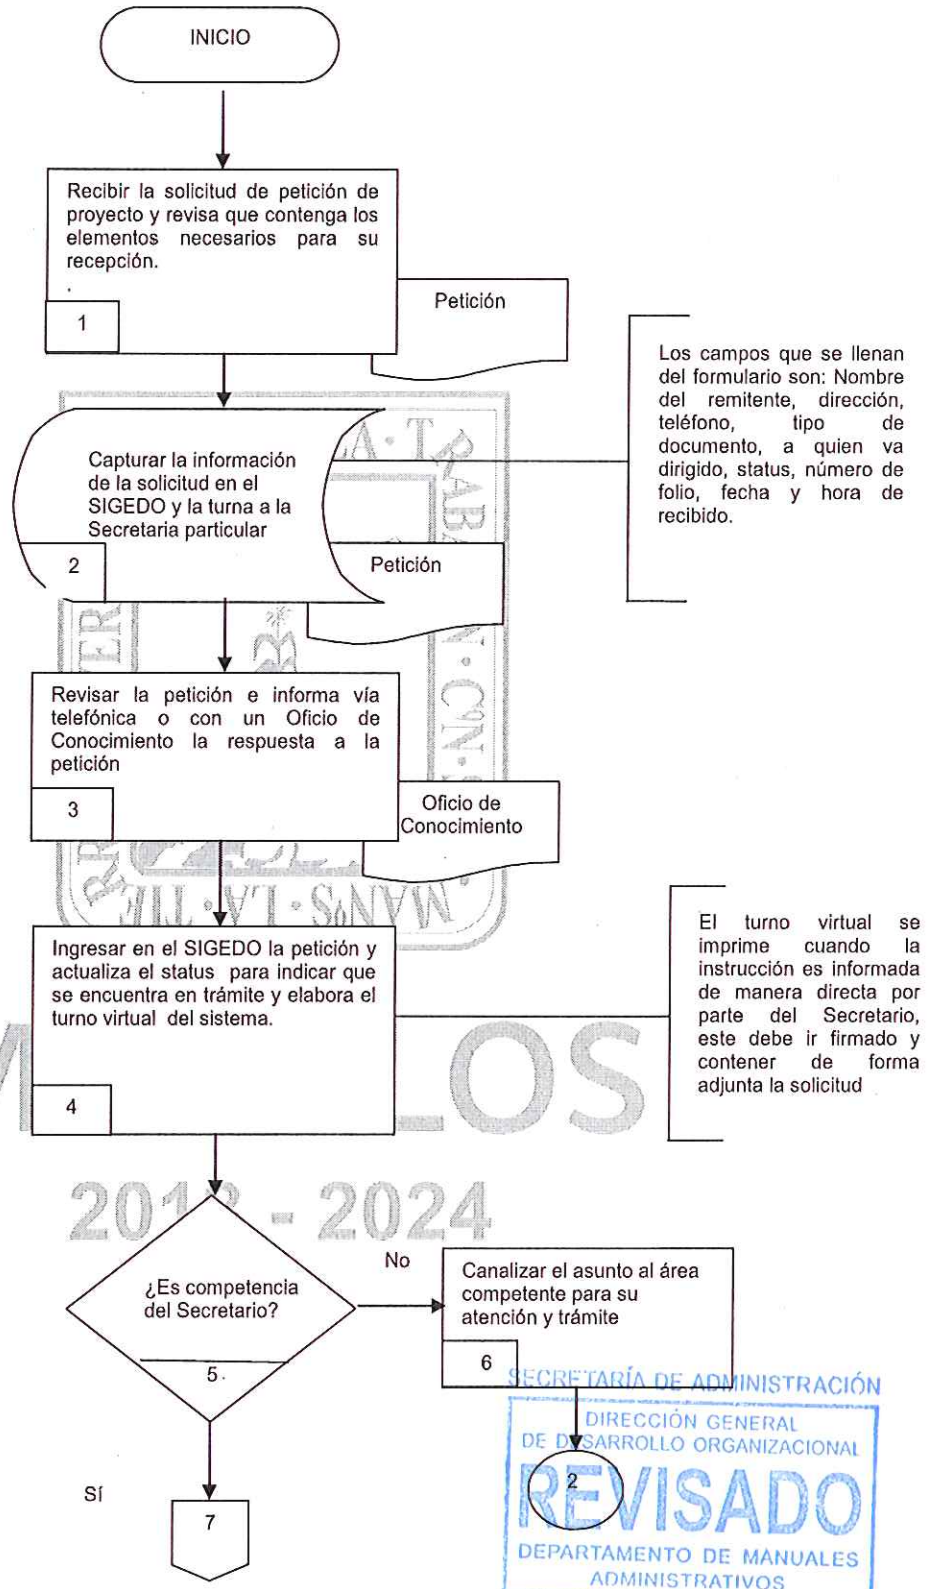 INICIO
Recibir la solicitud de petición de
proyecto y revisa que contenga los
elementos necesarios para su
recepción.
1
Petición
Los campos que se llenan
del formulario son: Nombre
del remitente, dirección,
teléfono, tipo de
documento, a quien va
dirigido, status, número de
folio, fecha y hora de
recibido.
Capturar la información
de la solicitud en el
SIGEDO y la turna a la
Secretaria particular
2
Petición
Revisar la petición e informa vía
telefónica o con un Oficio de
Conocimiento la respuesta a la
petición
3
Oficio de
Conocimiento
Ingresar en el SIGEDO la petición y
actualiza el status para indicar que
se encuentra en trámite y elabora el
turno virtual del sistema.
4
El turno virtual se
imprime cuando la
instrucción es informada
de manera directa por
parte del Secretario,
este debe ir firmado y
contener de forma
adjunta la solicitud
2018 - 2024
¿Es competencia
del Secretario?
5.
No
Canalizar el asunto al área
competente para su
atención y trámite
6
2
Sí
7
SECRETARÍA DE ADMINISTRACIÓN
DIRECCIÓN GENERAL
DE DESARROLLO ORGANIZACIONAL
REVISADO
DEPARTAMENTO DE MANUALES
ADMINISTRATIVOS